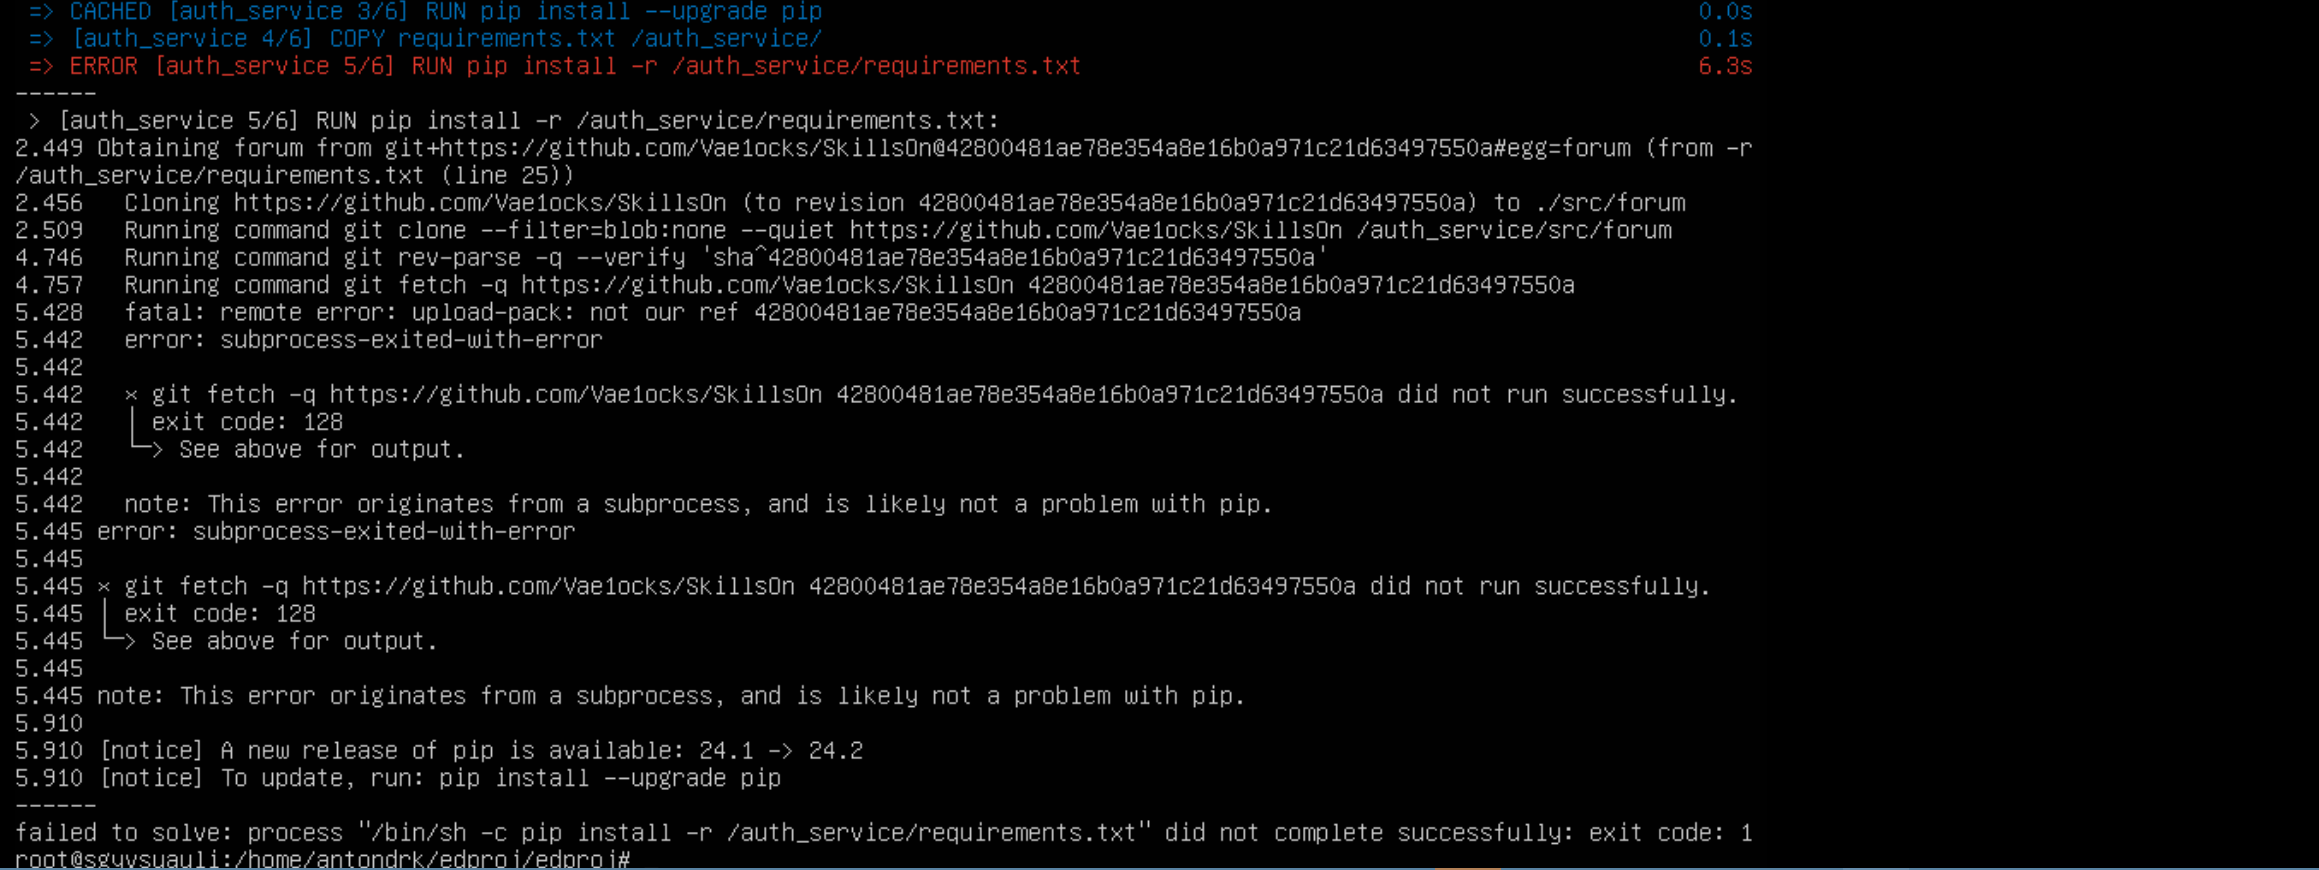 => CACHED [auth_service 3/6] RUN pip install --upgrade pip 0.0s
=> [auth_service 4/6] COPY requirements.txt /auth_service/ 0.1s
=> ERROR [auth_service 5/6] RUN pip install -r /auth_service/requirements.txt 6.3s
------
> [auth_service 5/6] RUN pip install -r /auth_service/requirements.txt:
2.449 Obtaining forum from git+https://github.com/Vae1ocks/SkillsOn@42800481ae78e354a8e16b0a971c21d63497550a#egg=forum (from -r
/auth_service/requirements.txt (line 25))
2.456   Cloning https://github.com/Vae1ocks/SkillsOn (to revision 42800481ae78e354a8e16b0a971c21d63497550a) to ./src/forum
2.509   Running command git clone --filter=blob:none --quiet https://github.com/Vae1ocks/SkillsOn /auth_service/src/forum
4.746   Running command git rev-parse -q --verify 'sha^42800481ae78e354a8e16b0a971c21d63497550a'
4.757   Running command git fetch -q https://github.com/Vae1ocks/SkillsOn 42800481ae78e354a8e16b0a971c21d63497550a
5.428   fatal: remote error: upload-pack: not our ref 42800481ae78e354a8e16b0a971c21d63497550a
5.442   error: subprocess-exited-with-error
5.442
5.442   × git fetch -q https://github.com/Vae1ocks/SkillsOn 42800481ae78e354a8e16b0a971c21d63497550a did not run successfully.
5.442   │ exit code: 128
5.442   └─> See above for output.
5.442
5.442   note: This error originates from a subprocess, and is likely not a problem with pip.
5.445 error: subprocess-exited-with-error
5.445
5.445 × git fetch -q https://github.com/Vae1ocks/SkillsOn 42800481ae78e354a8e16b0a971c21d63497550a did not run successfully.
5.445 │ exit code: 128
5.445 └─> See above for output.
5.445
5.445 note: This error originates from a subprocess, and is likely not a problem with pip.
5.910
5.910 [notice] A new release of pip is available: 24.1 -> 24.2
5.910 [notice] To update, run: pip install --upgrade pip
------
failed to solve: process "/bin/sh -c pip install -r /auth_service/requirements.txt" did not complete successfully: exit code: 1
root@sguvsuauli:/home/antondrk/edproj/edproj#